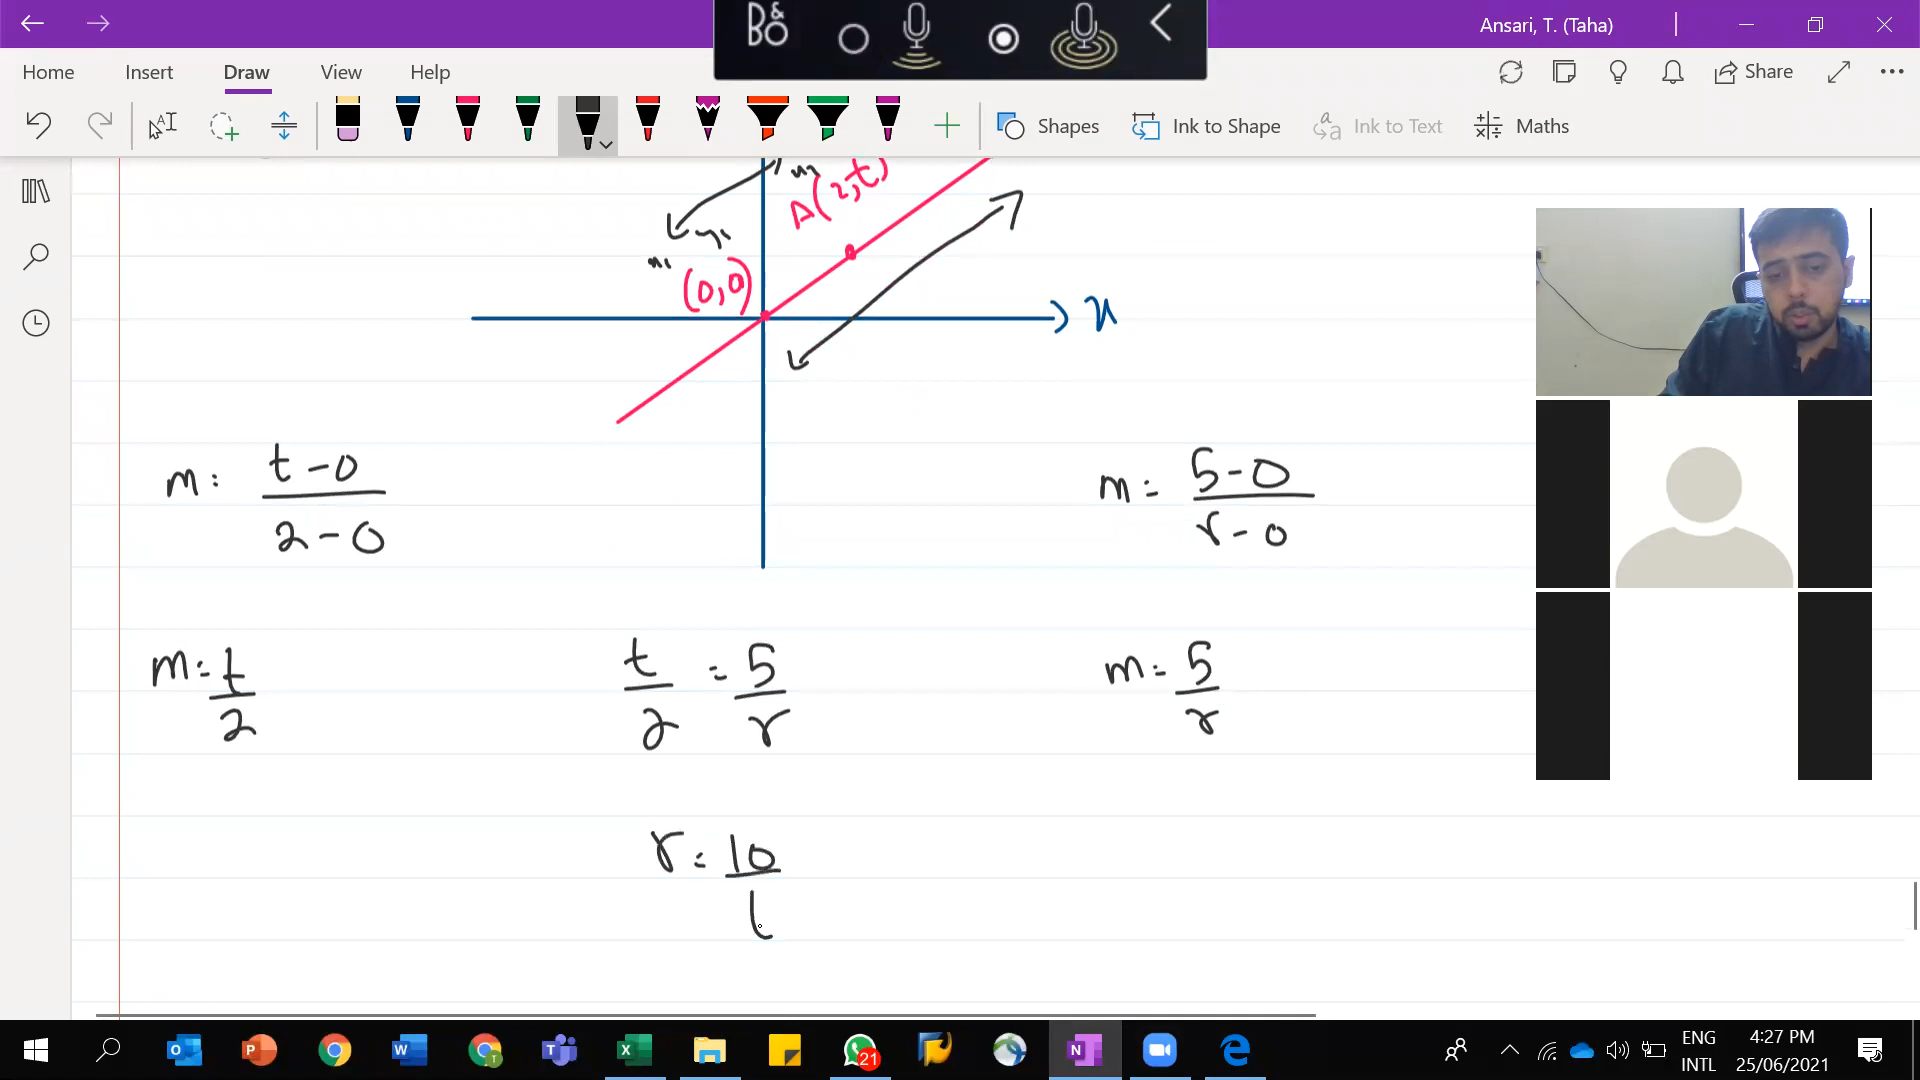 Ansari, T. (Taha)
B&O
Home Insert Draw View Help
Share
Shapes Ink to Shape Ink to Text Maths
A(2,t)
(0,0)
x
m = t-0 / 2-0
m = 5-0 / r-0
m = t/2
t/2 = 5/r
m = 5/r
r = 10
21
ENG
INTL
4:27 PM
25/06/2021